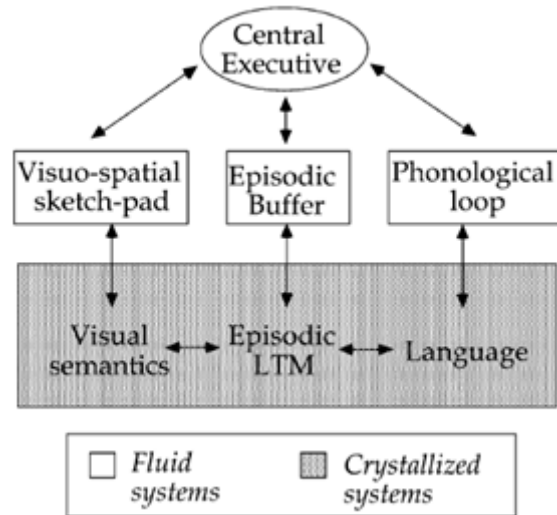 Central
Executive
Visuo-spatial
sketch-pad
Episodic
Buffer
Phonological
loop
Visual
semantics
Episodic
LTM
Language
Fluid
systems
Crystallized
systems